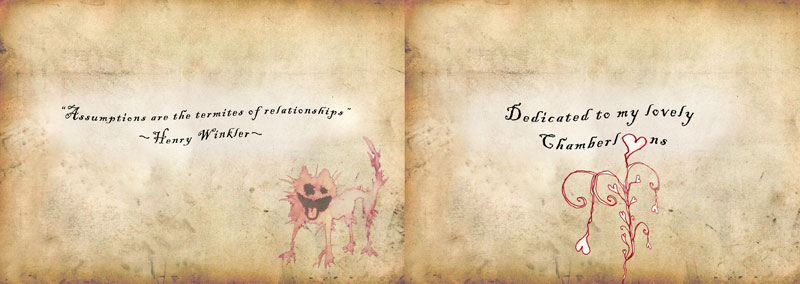 “Assumptions are the termites of relationships”
~Henry Winkler~
Dedicated to my lovely
Chamberl ns